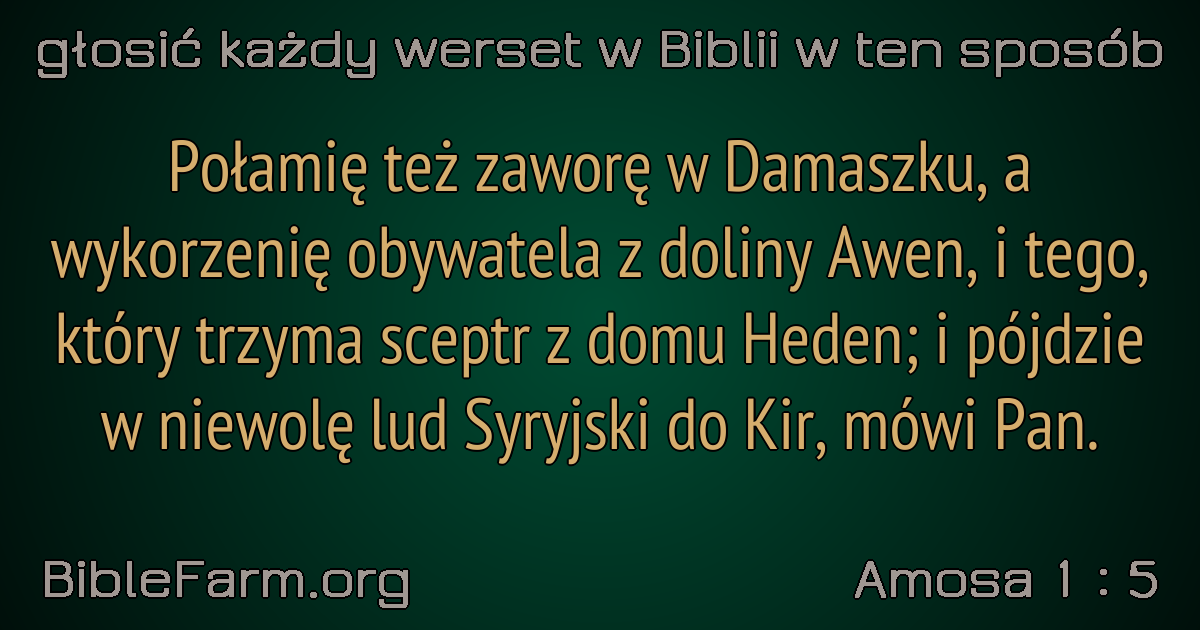 głosić każdy werset w Biblii w ten sposób
Połamię też zaworę w Damaszku, a
wykorzenię obywatela z doliny Awen, i tego,
który trzyma sceptr z domu Heden; i pójdzie
w niewolę lud Syryjski do Kir, mówi Pan.
BibleFarm.org
Amosa 1 : 5